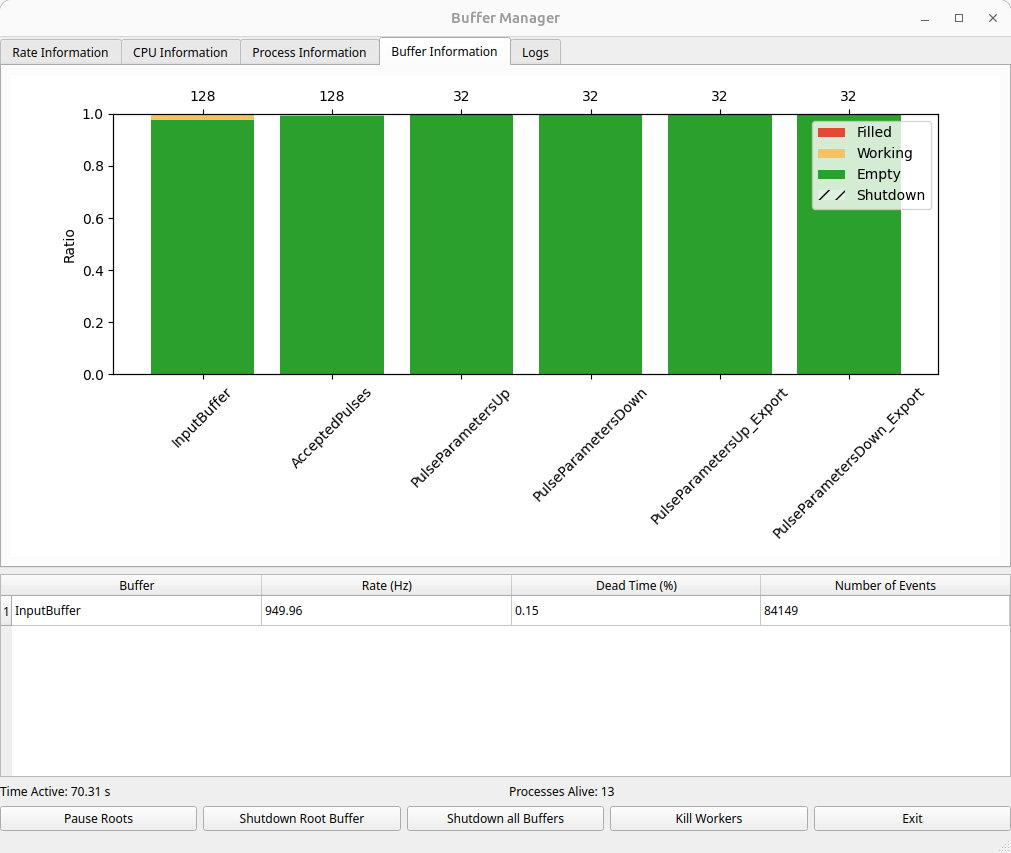 Buffer Manager
Rate Information CPU Information Process Information Buffer Information Logs
128 128 32 32 32 32
1.0
0.8
0.6
0.4
0.2
0.0
Ratio
Filled
Working
Empty
Shutdown
InputBuffer
AcceptedPulses
PulseParametersUp
PulseParametersDown
PulseParametersUp_Export
PulseParametersDown_Export
Buffer Rate (Hz) Dead Time (%) Number of Events
1 InputBuffer 949.96 0.15 84149
Time Active: 70.31 s Processes Alive: 13
Pause Roots Shutdown Root Buffer Shutdown all Buffers Kill Workers Exit